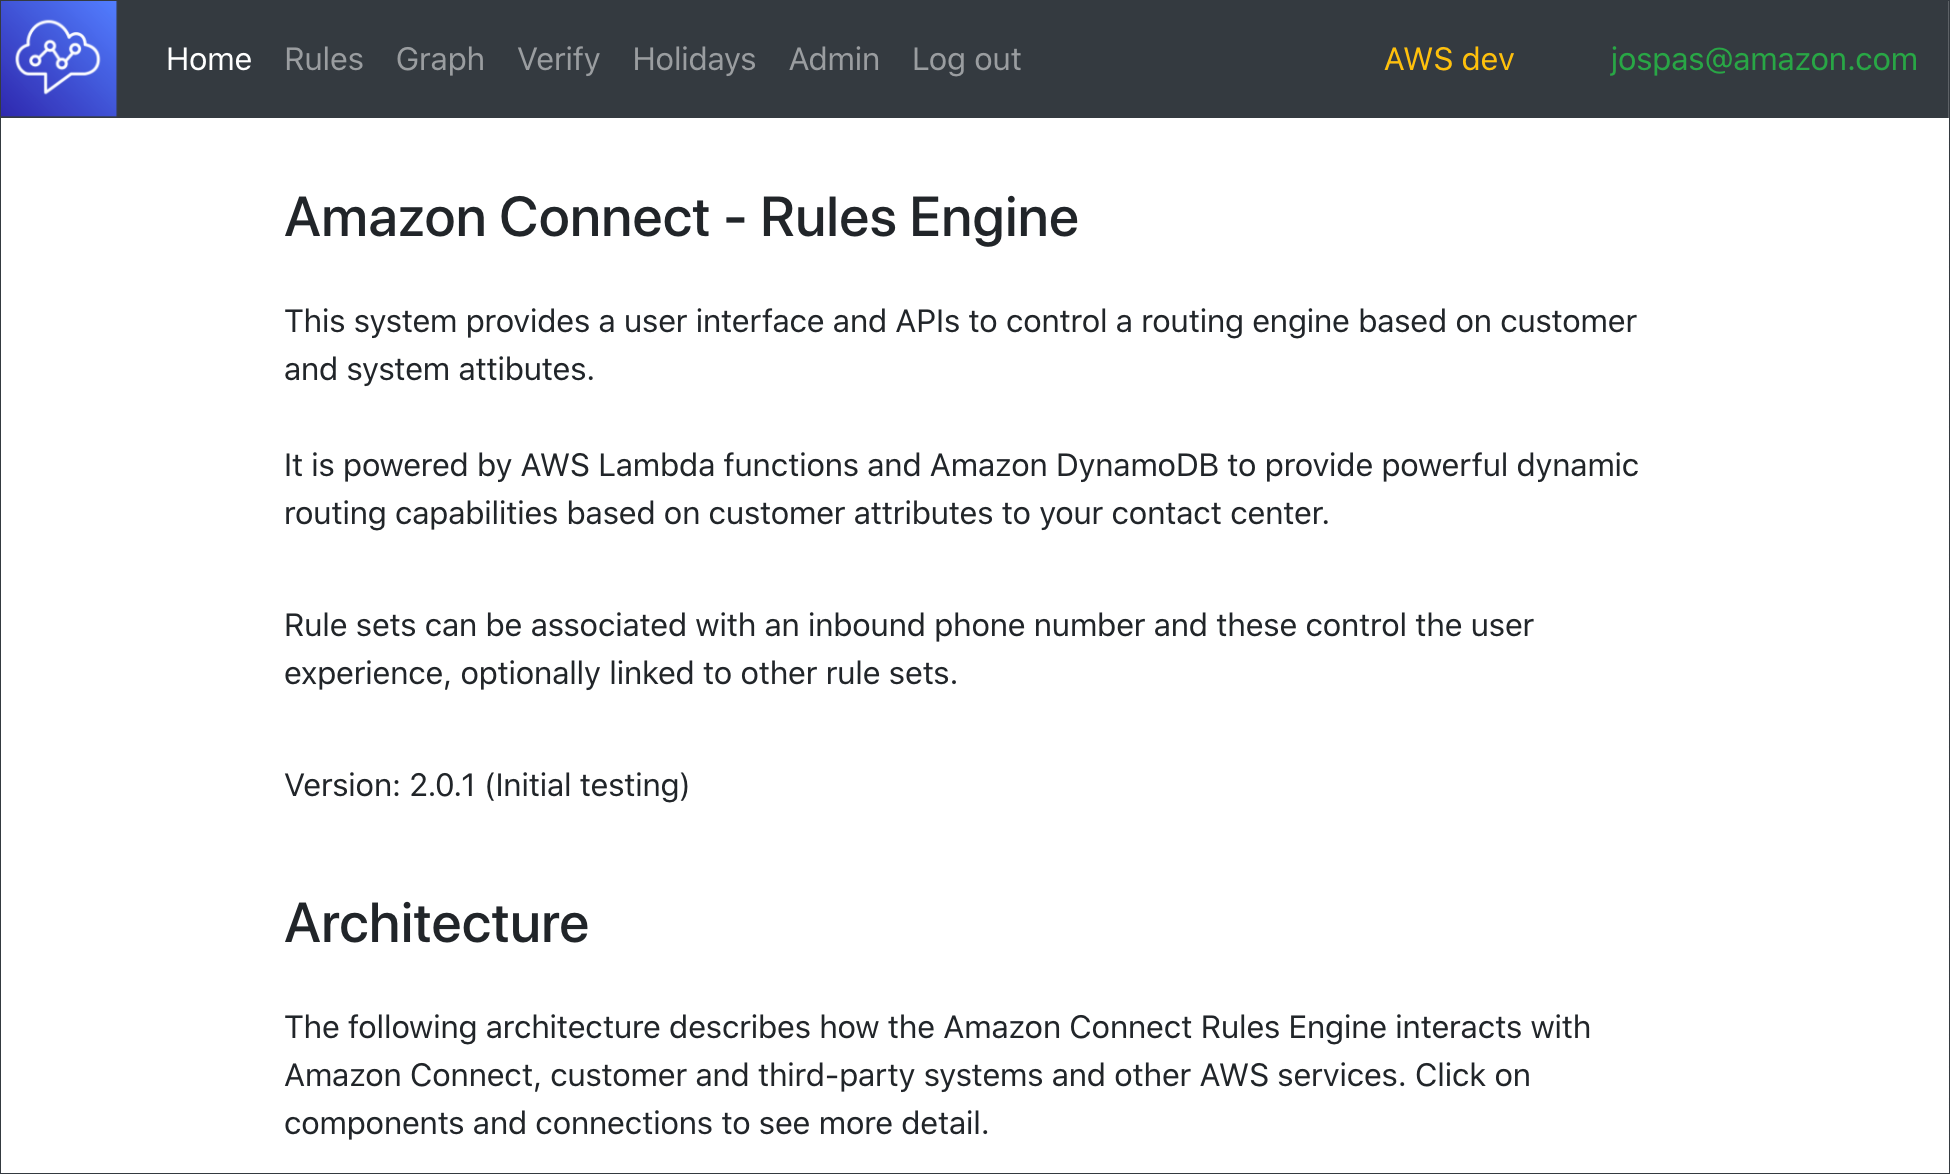 Home Rules Graph Verify Holidays Admin Log out AWS dev jospas@amazon.com
Amazon Connect - Rules Engine
This system provides a user interface and APIs to control a routing engine based on customer
and system attibutes.
It is powered by AWS Lambda functions and Amazon DynamoDB to provide powerful dynamic
routing capabilities based on customer attributes to your contact center.
Rule sets can be associated with an inbound phone number and these control the user
experience, optionally linked to other rule sets.
Version: 2.0.1 (Initial testing)
Architecture
The following architecture describes how the Amazon Connect Rules Engine interacts with
Amazon Connect, customer and third-party systems and other AWS services. Click on
components and connections to see more detail.